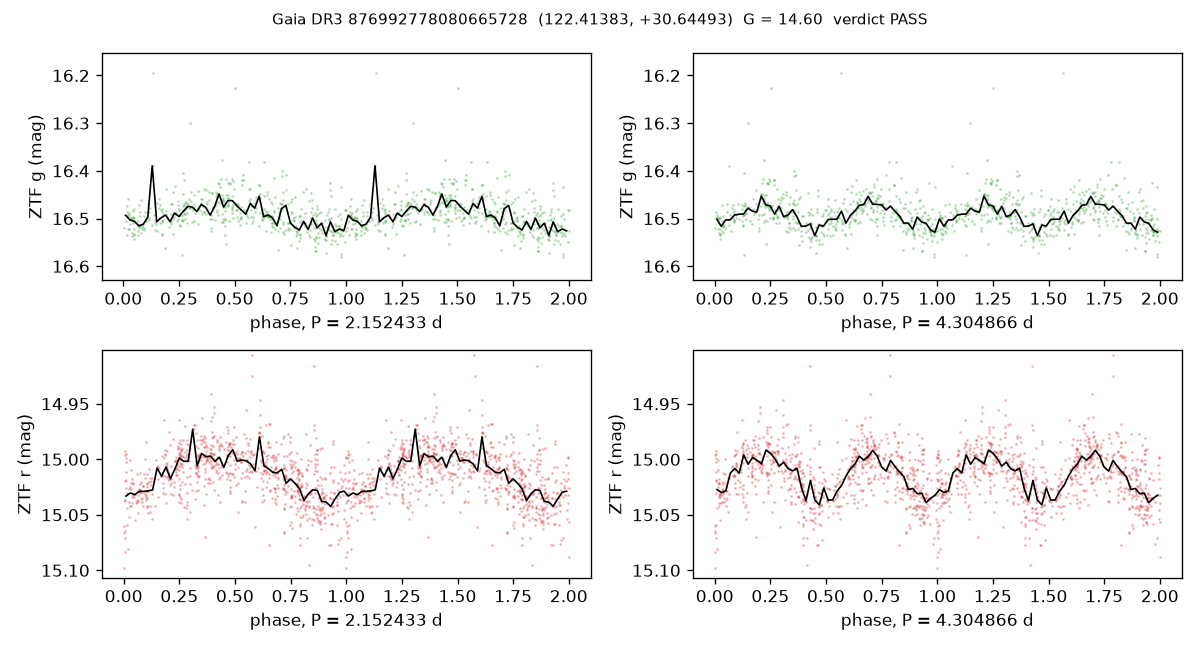 Gaia DR3 876992778080665728  (122.41383, +30.64493)  G = 14.60  verdict PASS
ZTF g (mag)
16.2
16.3
16.4
16.5
16.6
0.00 0.25 0.50 0.75 1.00 1.25 1.50 1.75 2.00
phase, P = 2.152433 d
ZTF g (mag)
16.2
16.3
16.4
16.5
16.6
0.00 0.25 0.50 0.75 1.00 1.25 1.50 1.75 2.00
phase, P = 4.304866 d
ZTF r (mag)
14.95
15.00
15.05
15.10
0.00 0.25 0.50 0.75 1.00 1.25 1.50 1.75 2.00
phase, P = 2.152433 d
ZTF r (mag)
14.95
15.00
15.05
15.10
0.00 0.25 0.50 0.75 1.00 1.25 1.50 1.75 2.00
phase, P = 4.304866 d